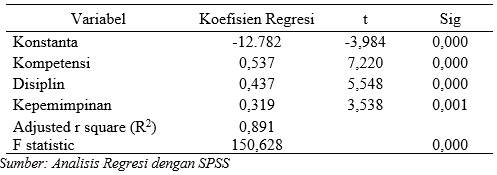 Variabel Koefisien Regresi t Sig
Konstanta -12.782 -3,984 0,000
Kompetensi 0,537 7,220 0,000
Disiplin 0,437 5,548 0,000
Kepemimpinan 0,319 3,538 0,001
Adjusted r square (R²) 0,891
F statistic 150,628 0,000
Sumber: Analisis Regresi dengan SPSS